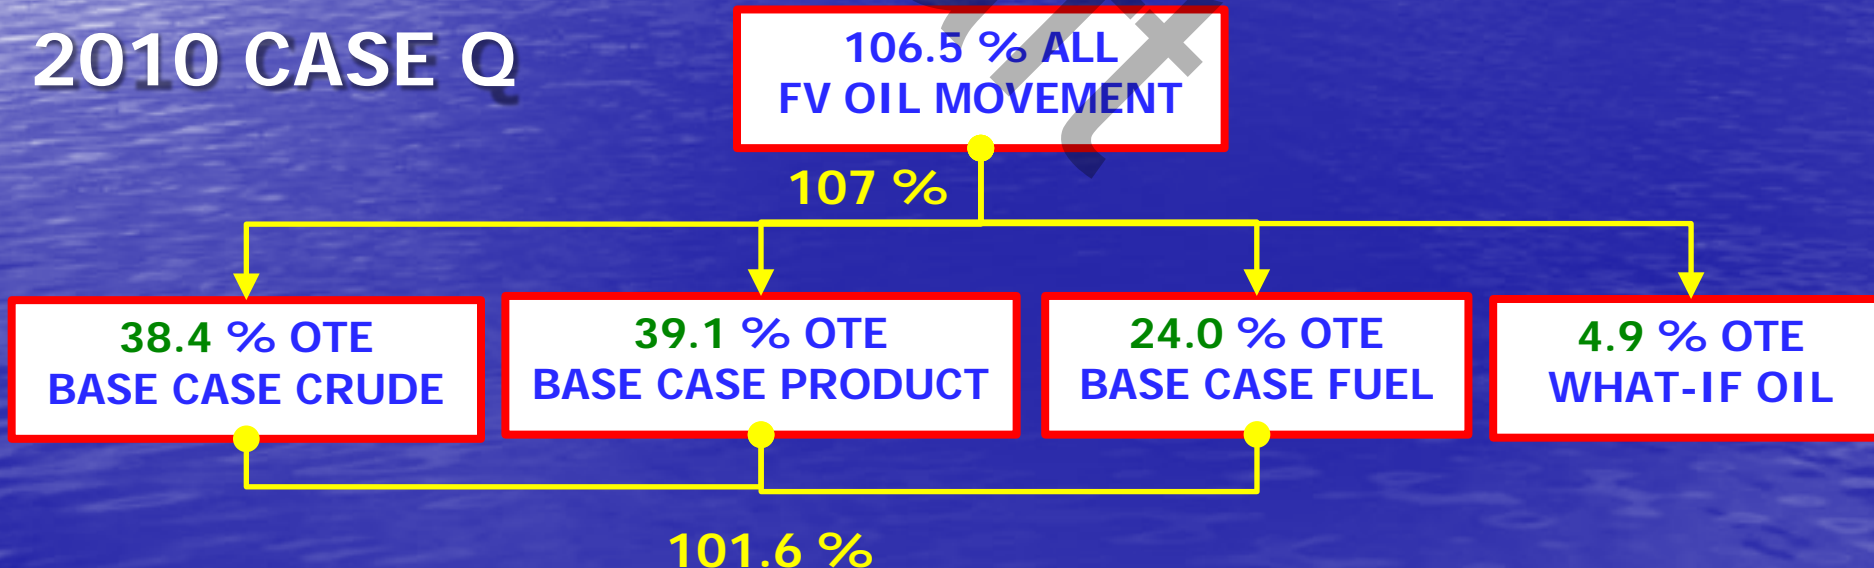 2010 CASE Q
106.5 % ALL
FV OIL MOVEMENT
107 %
38.4 % OTE
BASE CASE CRUDE
39.1 % OTE
BASE CASE PRODUCT
24.0 % OTE
BASE CASE FUEL
4.9 % OTE
WHAT-IF OIL
101.6 %